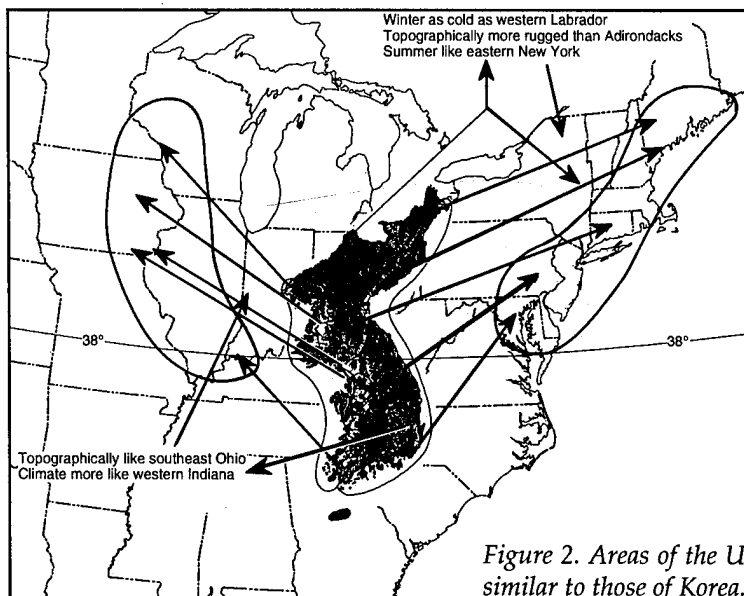 Winter as cold as western Labrador
Topographically more rugged than Adirondacks
Summer like eastern New York
38°
38°
Topographically like southeast Ohio
Climate more like western Indiana
Figure 2. Areas of the U
similar to those of Korea.